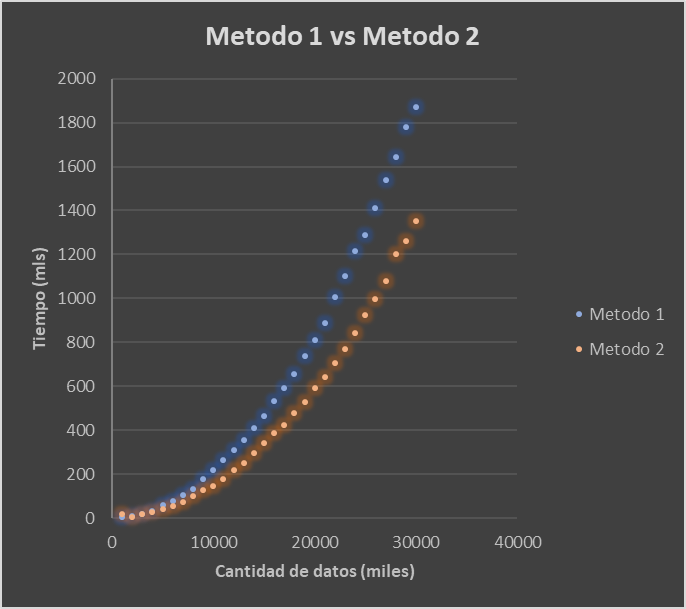 Metodo 1 vs Metodo 2
2000
1800
1600
1400
1200
1000
800
600
400
200
0
Tiempo (mls)
0 10000 20000 30000 40000
Cantidad de datos (miles)
Metodo 1
Metodo 2